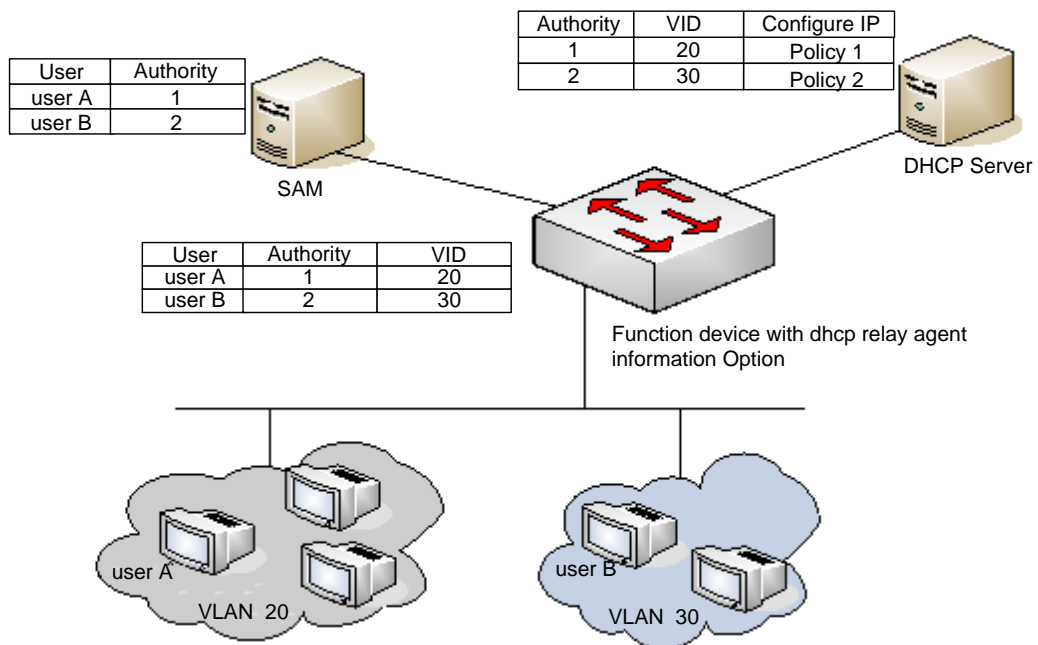 Authority VID Configure IP
1 20 Policy 1
2 30 Policy 2
User Authority
user A 1
user B 2
DHCP Server
SAM
User Authority VID
user A 1 20
user B 2 30
Function device with dhcp relay agent
information Option
user A
VLAN 20
user B
VLAN 30